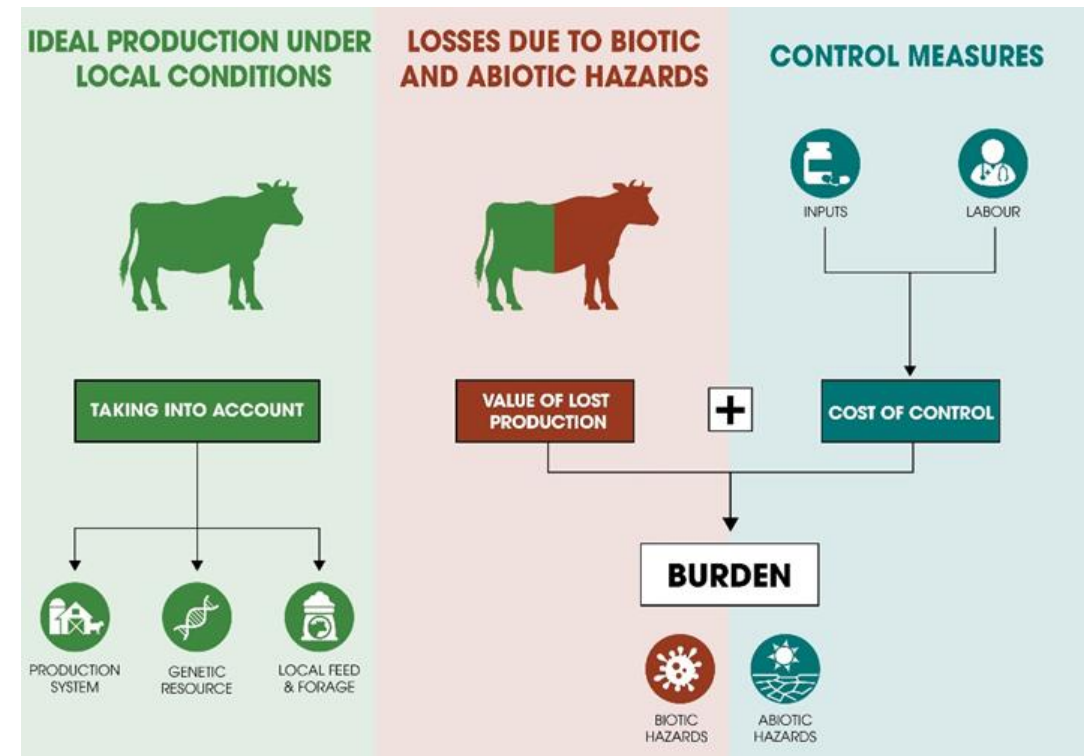 IDEAL PRODUCTION UNDER
LOCAL CONDITIONS
TAKING INTO ACCOUNT
PRODUCTION
SYSTEM
GENETIC
RESOURCE
LOCAL FEED
& FORAGE
LOSSES DUE TO BIOTIC
AND ABIOTIC HAZARDS
VALUE OF LOST
PRODUCTION
+
CONTROL MEASURES
INPUTS
LABOUR
COST OF CONTROL
BURDEN
BIOTIC
HAZARDS
ABIOTIC
HAZARDS